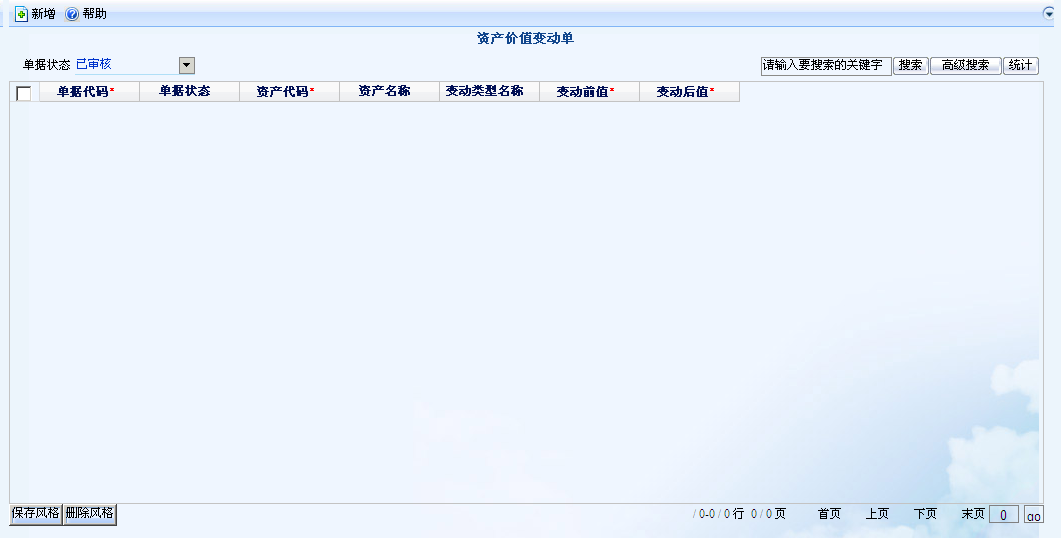 新增 帮助
资产价值变动单
单据状态 已审核 请输入要搜索的关键字 搜索 高级搜索 统计
单据代码* 单据状态 资产代码* 资产名称 变动类型名称 变动前值* 变动后值*
保存风格 删除风格 / 0-0 / 0 行 0 / 0 页 首页 上页 下页 末页 0 go